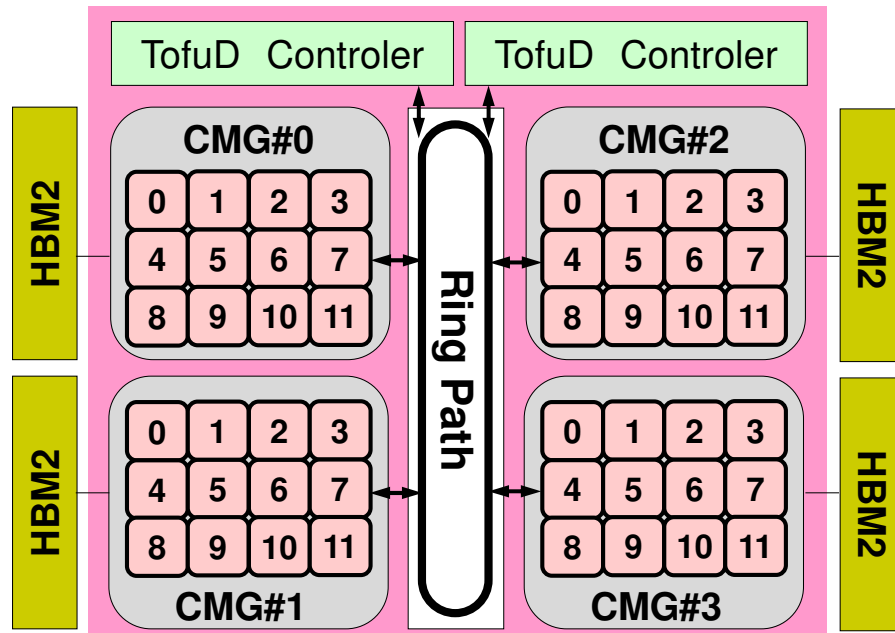 TofuD Controler
TofuD Controler
HBM2
CMG#0
0 1 2 3
4 5 6 7
8 9 10 11
Ring Path
CMG#2
0 1 2 3
4 5 6 7
8 9 10 11
HBM2
HBM2
0 1 2 3
4 5 6 7
8 9 10 11
CMG#1
0 1 2 3
4 5 6 7
8 9 10 11
CMG#3
HBM2